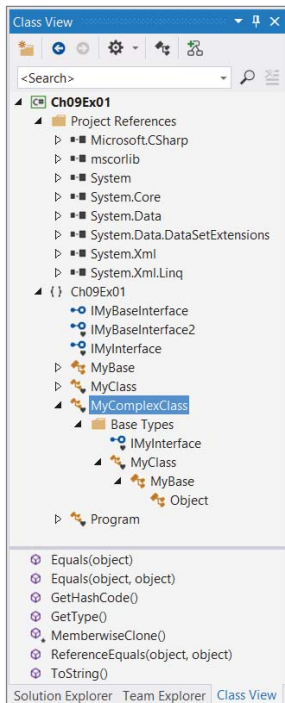 Class View
<Search>
C# Ch09Ex01
Project References
Microsoft.CSharp
mscorlib
System
System.Core
System.Data
System.Data.DataSetExtensions
System.Xml
System.Xml.Linq
{} Ch09Ex01
IMyBaseInterface
IMyBaseInterface2
IMyInterface
MyBase
MyClass
MyComplexClass
Base Types
IMyInterface
MyClass
MyBase
Object
Program
Equals(object)
Equals(object, object)
GetHashCode()
GetType()
MemberwiseClone()
ReferenceEquals(object, object)
ToString()
Solution Explorer Team Explorer Class View